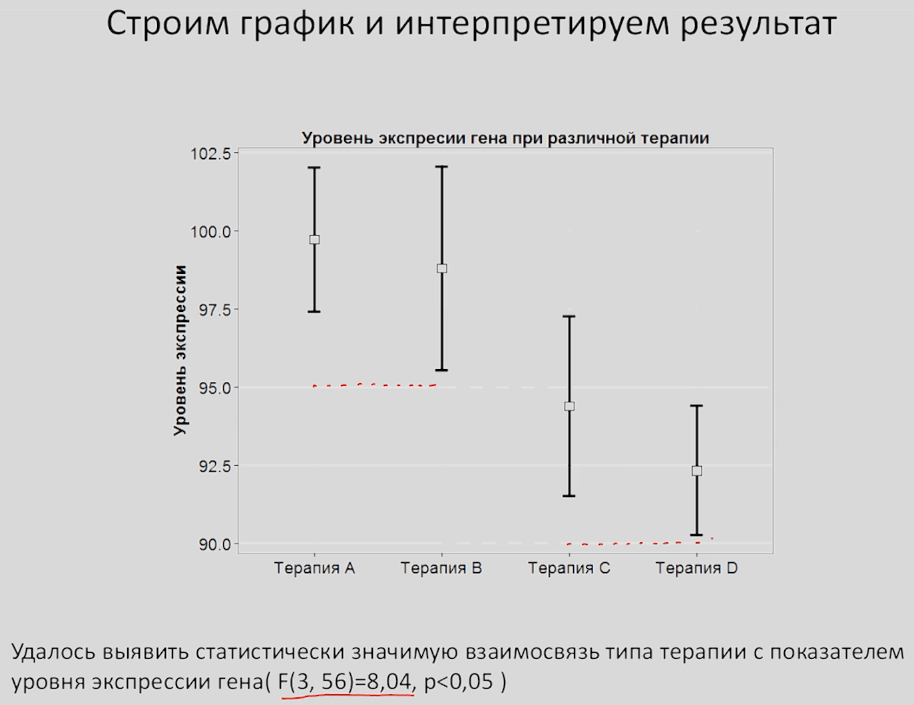 Строим график и интерпретируем результат
Уровень экспресии гена при различной терапии
Уровень экспрессии
102.5
100.0
97.5
95.0
92.5
90.0
Терапия A Терапия B Терапия C Терапия D
Удалось выявить статистически значимую взаимосвязь типа терапии с показателем
уровня экспрессии гена( F(3, 56)=8,04, p<0,05 )